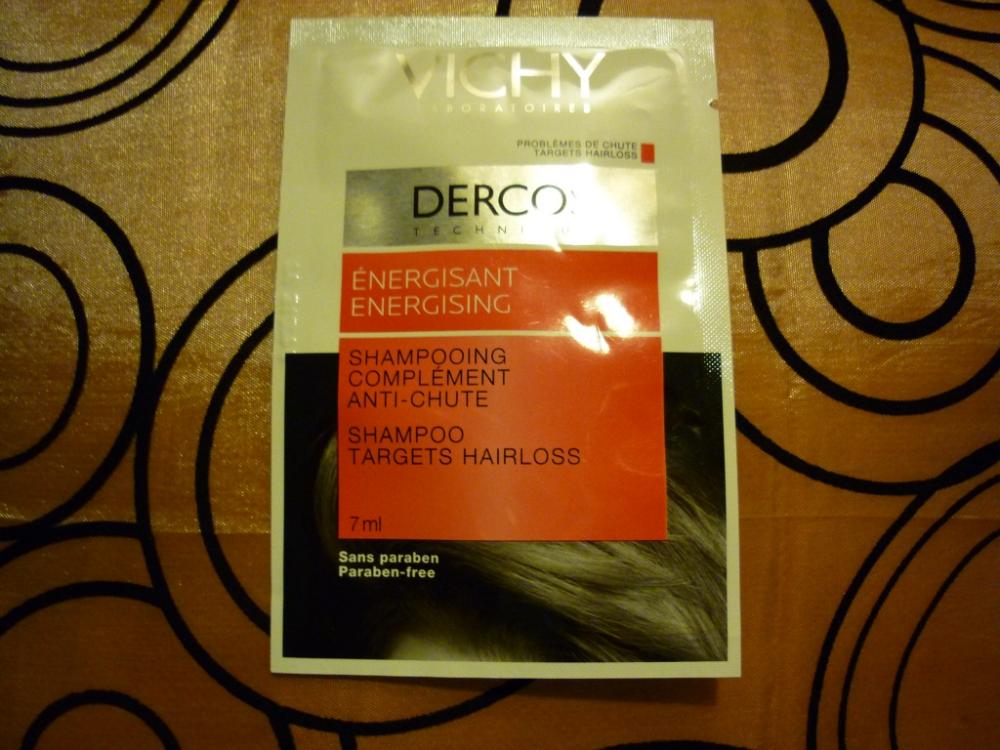 VICHY
LABORATOIRES
PROBLÈMES DE CHUTE
TARGETS HAIRLOSS
DERCOS
ÉNERGISANT
ENERGISING
SHAMPOOING
COMPLÉMENT
ANTI-CHUTE
SHAMPOO
TARGETS HAIRLOSS
7 ml
Sans paraben
Paraben-free